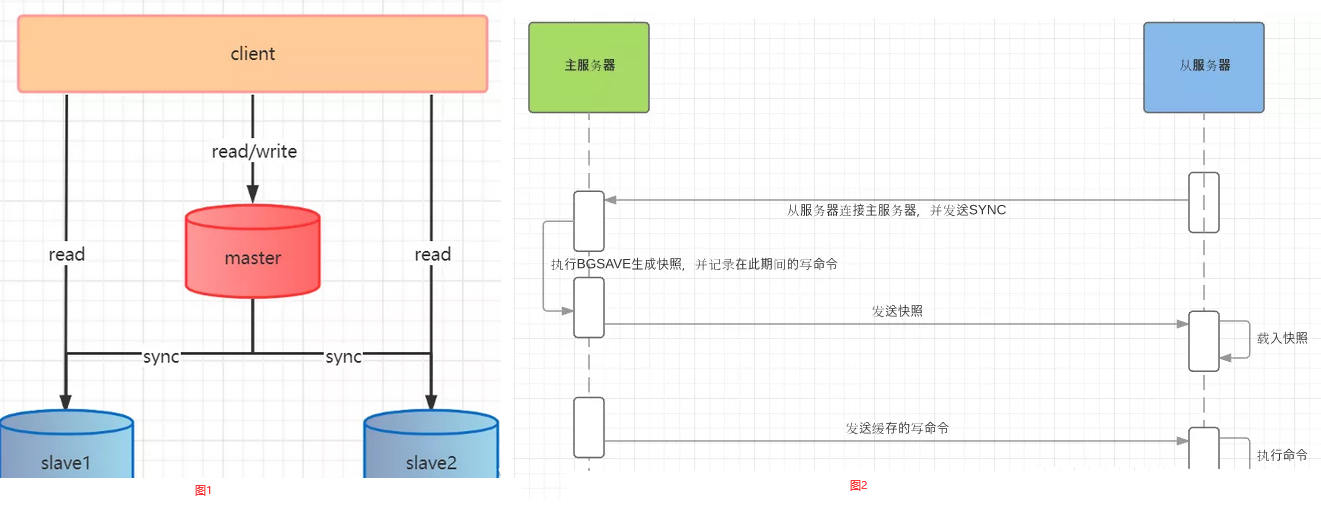 client
read/write
read
read
master
sync
sync
slave1
slave2
图1
主服务器
从服务器
从服务器连接主服务器，并发送SYNC
执行BGSAVE生成快照，并记录在此期间的写命令
发送快照
载入快照
发送缓存的写命令
执行命令
图2